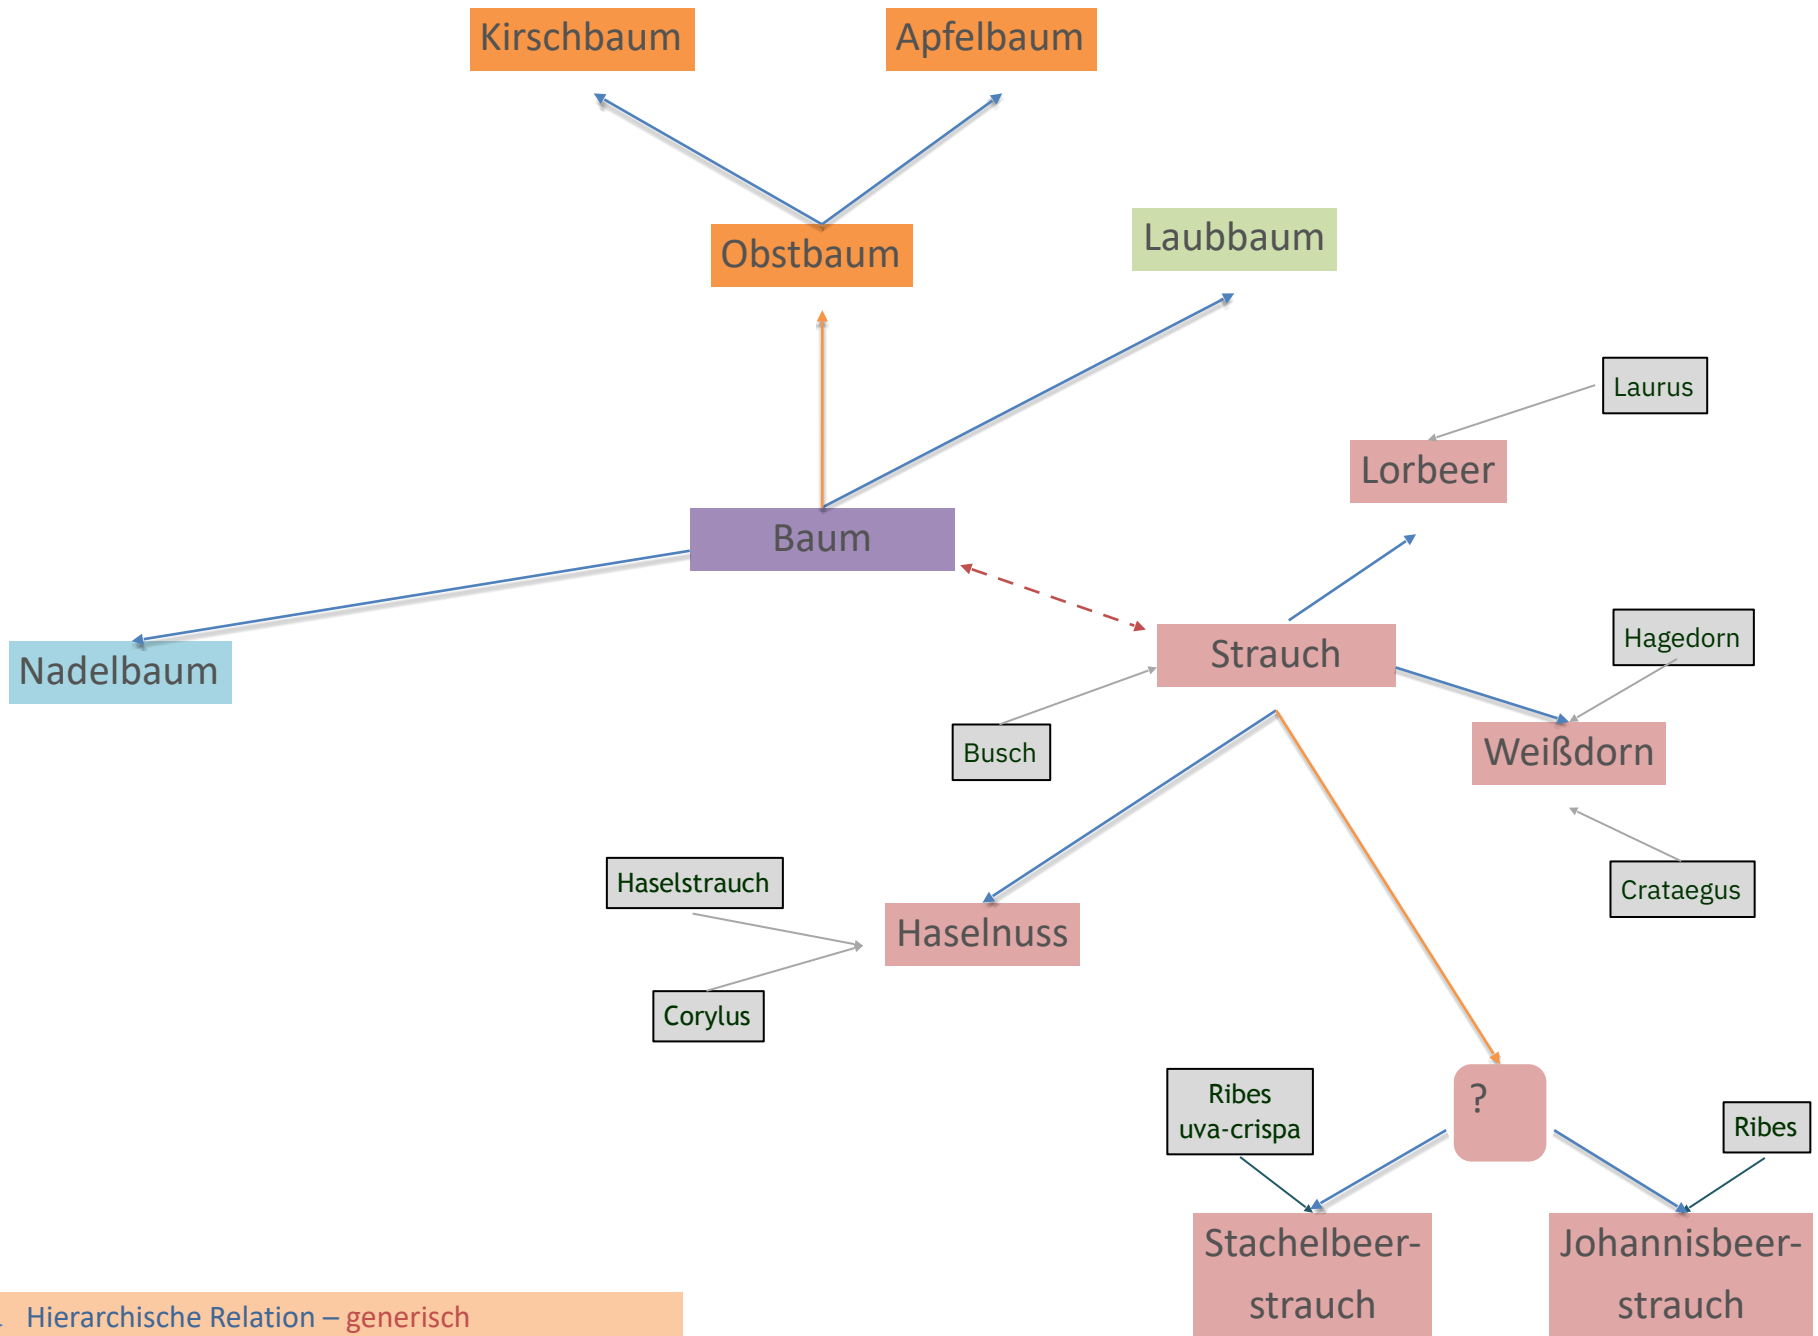 Kirschbaum
Apfelbaum
Obstbaum
Laubbaum
Laurus
Lorbeer
Baum
Hagedorn
Strauch
Nadelbaum
Busch
Weißdorn
Haselstrauch
Crataegus
Haselnuss
Corylus
Ribes
uva-crispa
?
Ribes
Stachelbeer-
strauch
Johannisbeer-
strauch
Hierarchische Relation – generisch